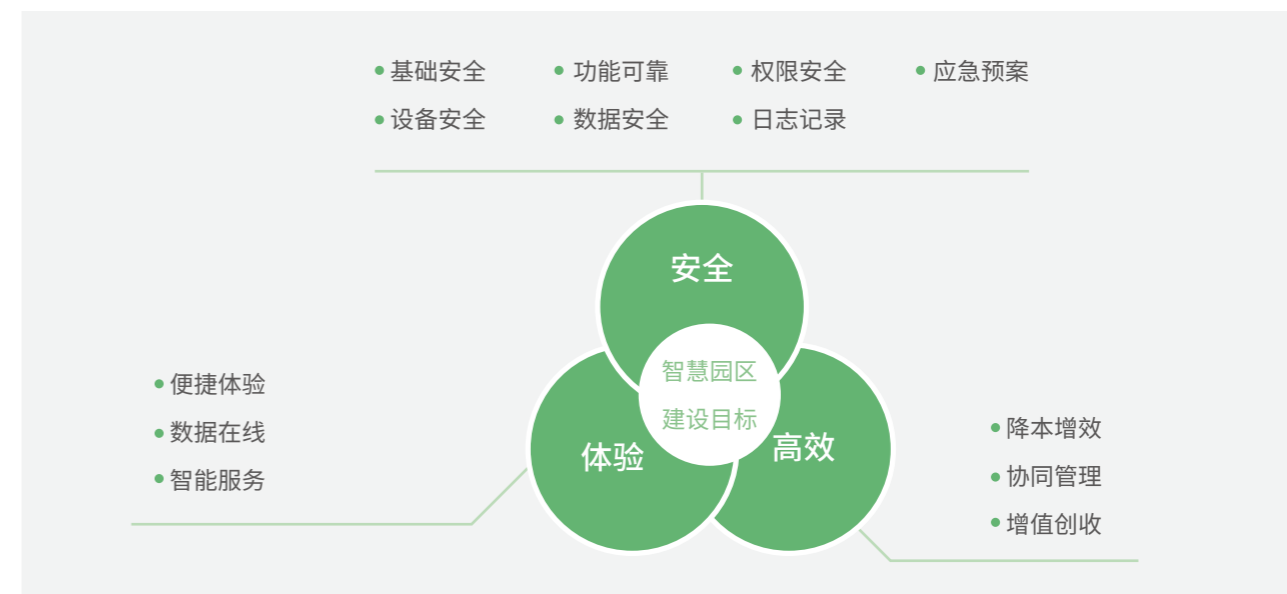 基础安全 功能可靠 权限安全 应急预案
设备安全 数据安全 日志记录
安全
智慧园区
建设目标
体验
高效
便捷体验
数据在线
智能服务
降本增效
协同管理
增值创收